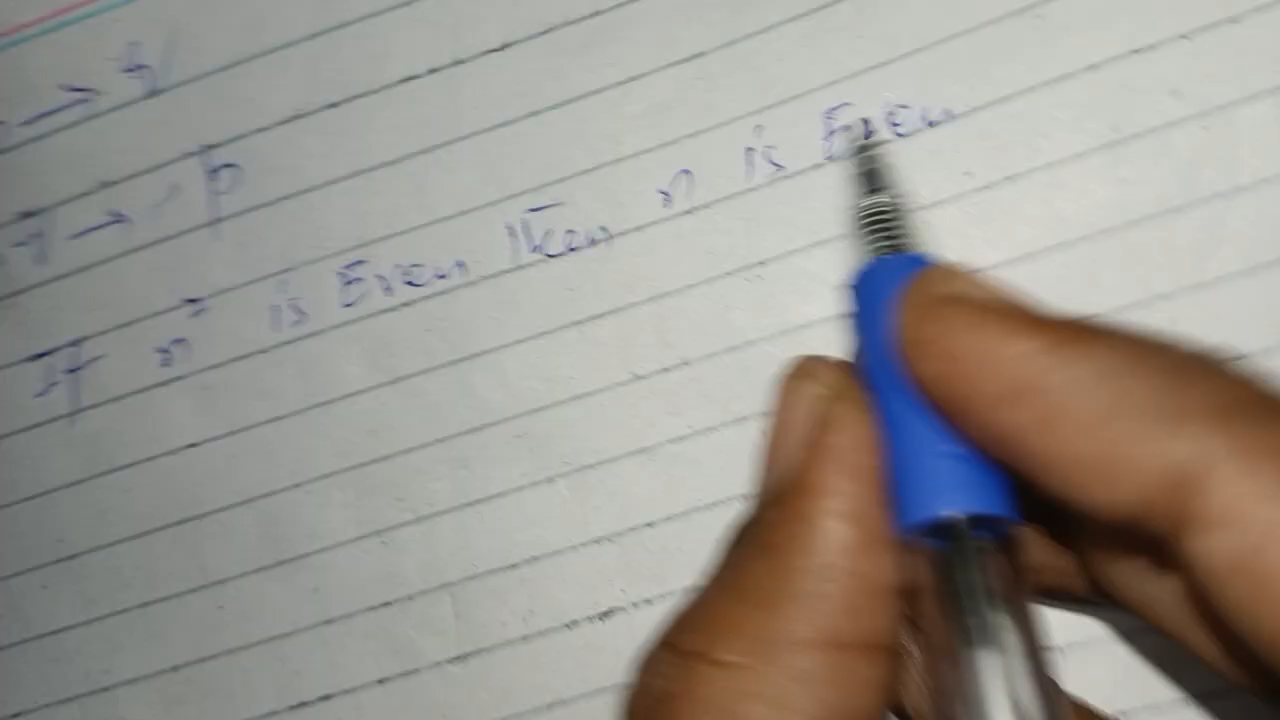 → q
q → p
If n² is Even then n is Even